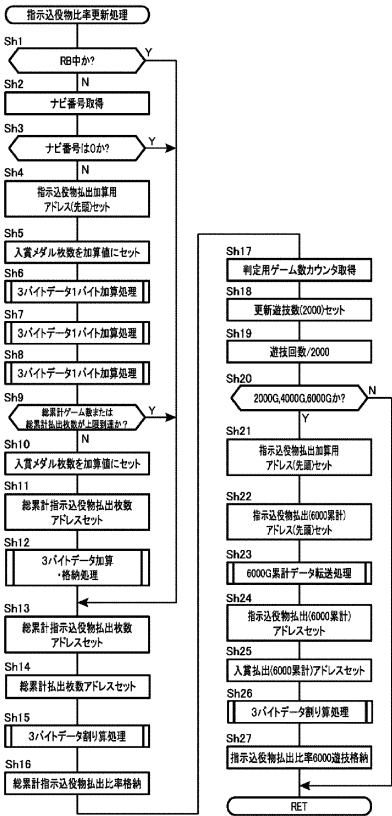 指示込役物比率更新処理
Sh1
RB中か?
Y
N
Sh2
ナビ番号取得
Sh3
ナビ番号は0か?
Y
N
Sh4
指示込役物払出加算用
アドレス(先頭)セット
Sh5
入賞メダル枚数を加算値にセット
Sh6
3バイトデータ1バイト加算処理
Sh7
3バイトデータ1バイト加算処理
Sh8
3バイトデータ1バイト加算処理
Sh9
総累計ゲーム数または
総累計払出枚数が上限到達か?
Y
N
Sh10
入賞メダル枚数を加算値にセット
Sh11
総累計指示込役物払出枚数
アドレスセット
Sh12
3バイトデータ加算
・格納処理
Sh13
総累計指示込役物払出枚数
アドレスセット
Sh14
総累計払出枚数アドレスセット
Sh15
3バイトデータ割り算処理
Sh16
総累計指示込役物払出比率格納
Sh17
判定用ゲーム数カウンタ取得
Sh18
更新遊技数(2000)セット
Sh19
遊技回数/2000
Sh20
2000G,4000G,6000Gか?
N
Y
Sh21
指示込役物払出加算用
アドレス(先頭)セット
Sh22
指示込役物払出(6000累計)
アドレス(先頭)セット
Sh23
6000G累計データ転送処理
Sh24
指示込役物払出(6000累計)
アドレスセット
Sh25
入賞払出(6000累計)アドレスセット
Sh26
3バイトデータ割り算処理
Sh27
指示込役物払出比率6000遊技格納
RET